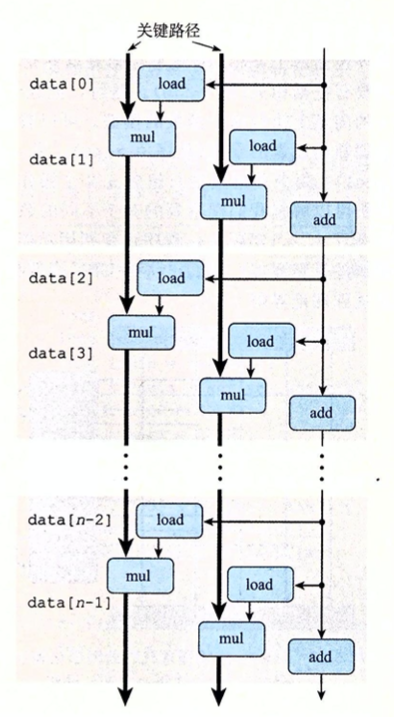 关键路径
data[0]
load
mul
load
data[1]
mul
add
data[2]
load
mul
load
data[3]
mul
add
data[n-2]
load
mul
load
data[n-1]
mul
add